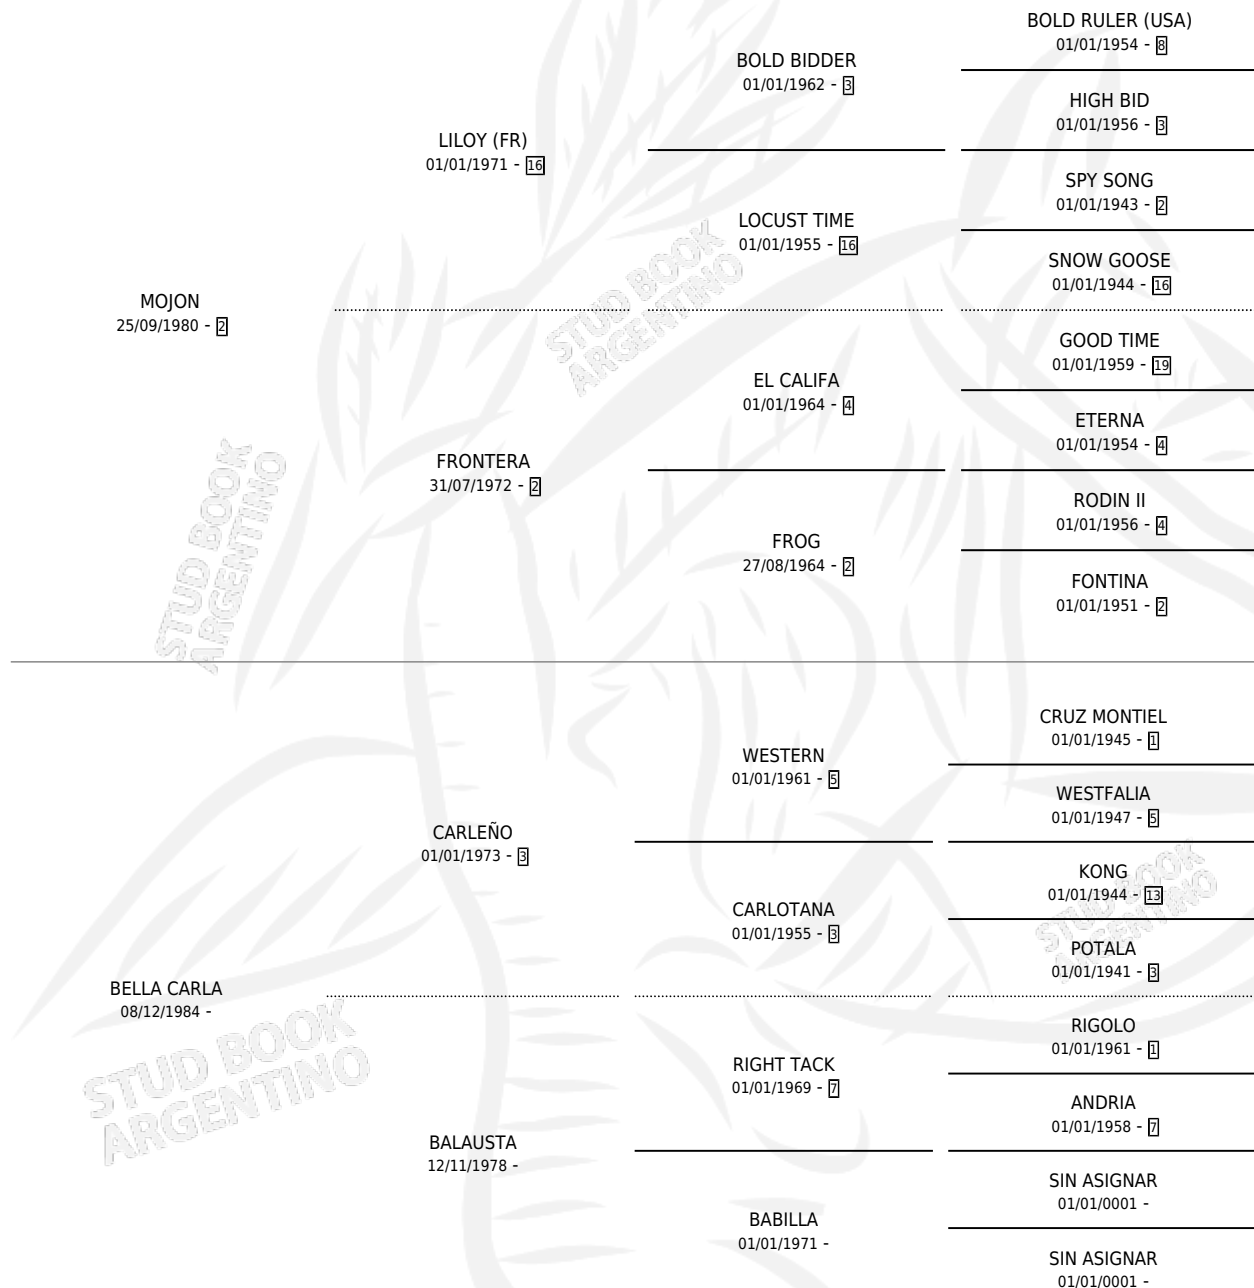 BOLD RULER (USA)
01/01/1954 - 8
BOLD BIDDER
01/01/1962 - 3
HIGH BID
01/01/1956 - 3
LILOY (FR)
01/01/1971 - 16
SPY SONG
01/01/1943 - 2
LOCUST TIME
01/01/1955 - 16
SNOW GOOSE
01/01/1944 - 16
MOJON
25/09/1980 - 2
STUD BOOK
ARGENTINO
GOOD TIME
01/01/1959 - 19
EL CALIFA
01/01/1964 - 4
ETERNA
01/01/1954 - 4
FRONTERA
31/07/1972 - 2
RODIN II
01/01/1956 - 4
FROG
27/08/1964 - 2
FONTINA
01/01/1951 - 2
STUD BOOK
ARGENTINO
CRUZ MONTIEL
01/01/1945 - 1
WESTERN
01/01/1961 - 5
WESTFALIA
01/01/1947 - 5
CARLEÑO
01/01/1973 - 3
KONG
01/01/1944 - 13
CARLOTANA
01/01/1955 - 3
STUD BOOK
ARGENTINO
POTALA
01/01/1941 - 3
BELLA CARLA
08/12/1984 -
STUD BOOK
ARGENTINO
RIGOLO
01/01/1961 - 1
RIGHT TACK
01/01/1969 - 7
ANDRIA
01/01/1958 - 7
BALAUSTA
12/11/1978 -
SIN ASIGNAR
01/01/0001 -
BABILLA
01/01/1971 -
SIN ASIGNAR
01/01/0001 -